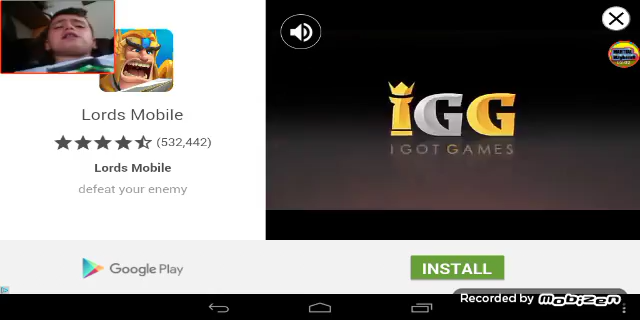 Lords Mobile
(532,442)
Lords Mobile
defeat your enemy
IGG
I GOT GAMES
Google Play
INSTALL
Recorded by Mobizen